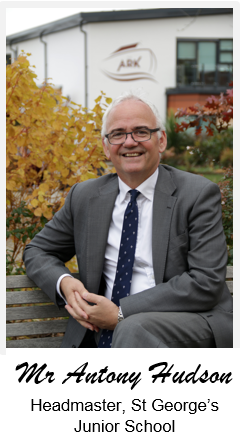 ARK
Mr Antony Hudson
Headmaster, St George’s
Junior School